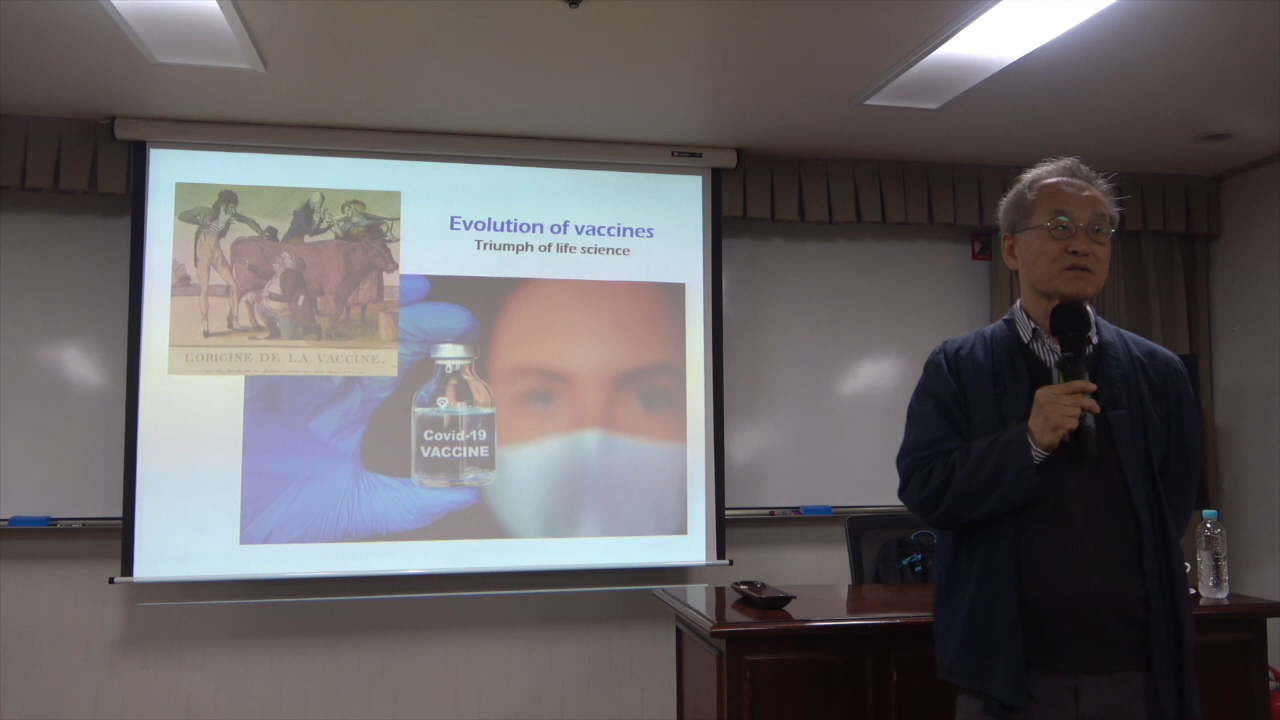 Evolution of vaccines
Triumph of life science
L'ORIGINE DE LA VACCINE.
Covid-19
VACCINE